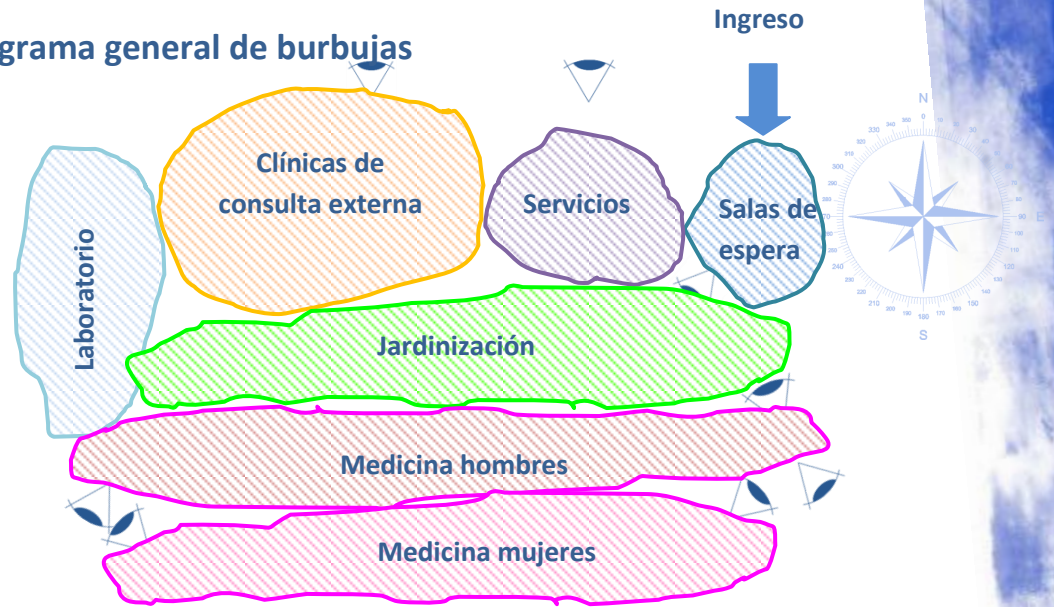 Ingreso
grama general de burbujas
Clínicas de
consulta externa
Servicios
Salas de
espera
Laboratorio
Jardinización
Medicina hombres
Medicina mujeres
N
E
S